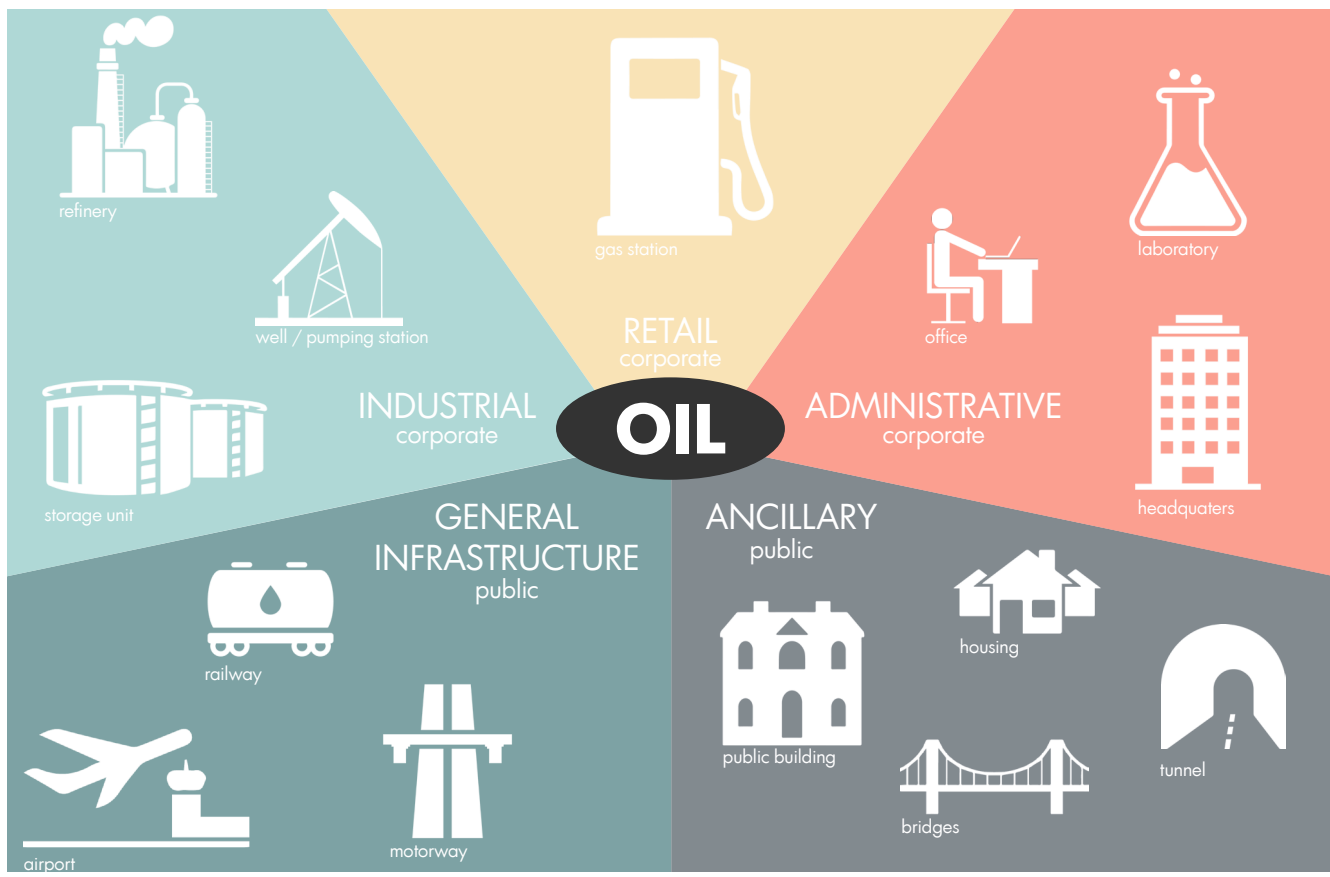 refinery
well / pumping station
storage unit
INDUSTRIAL
corporate
gas station
RETAIL
corporate
laboratory
office
headquaters
ADMINISTRATIVE
corporate
OIL
GENERAL
INFRASTRUCTURE
public
railway
airport
motorway
ANCILLARY
public
housing
public building
tunnel
bridges